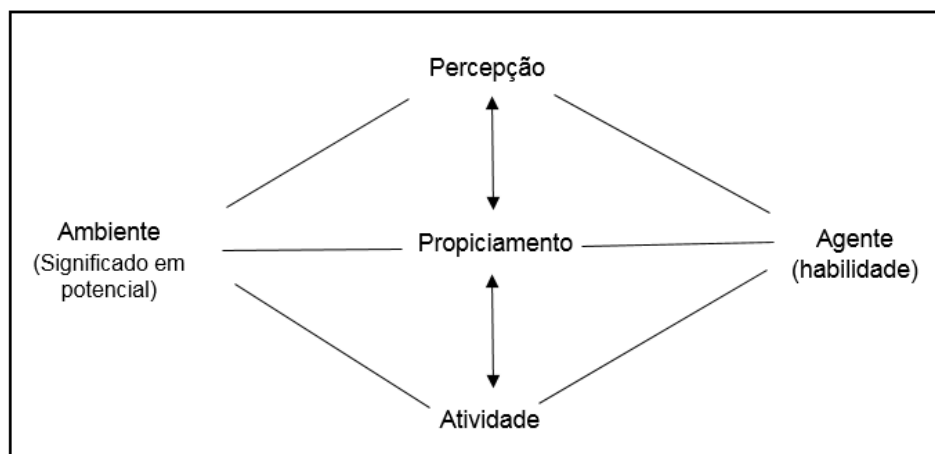 Percepção
Ambiente
(Significado em
potencial)
Propiciamento
Agente
(habilidade)
Atividade